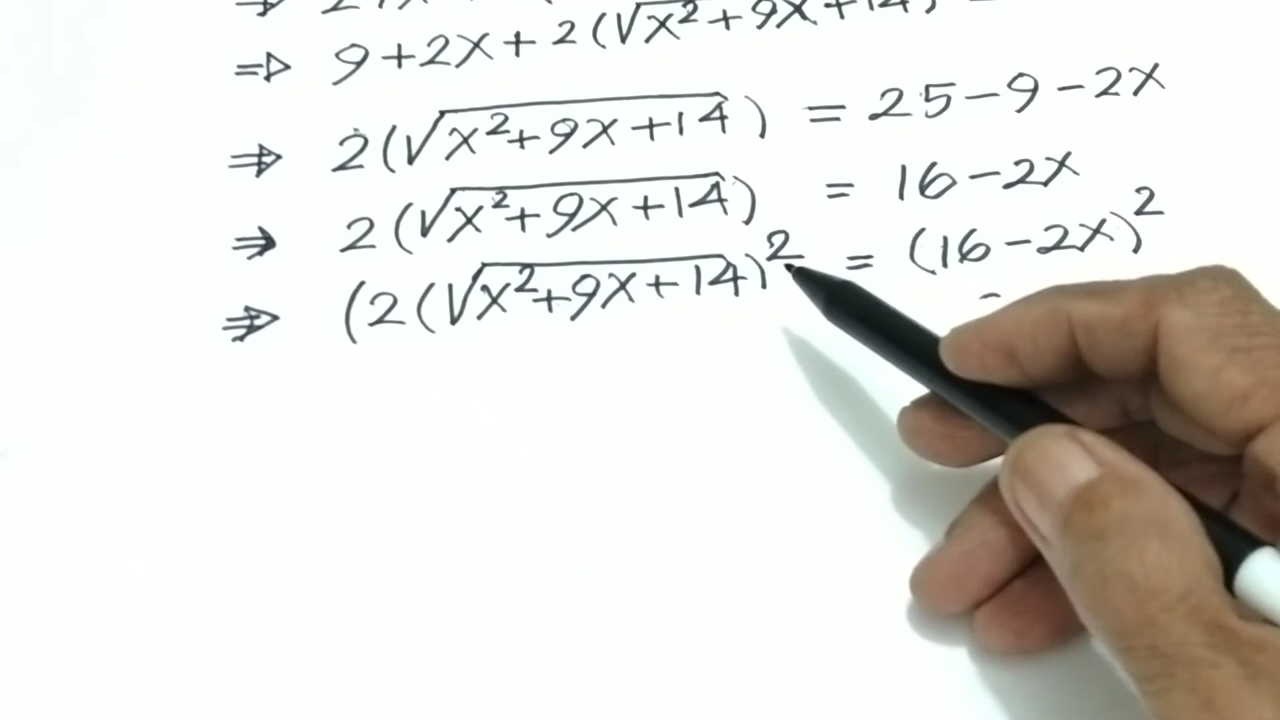 ⇒ 9+2x+2(√x²+9x+14)
⇒ 2(√x²+9x+14) = 25-9-2x
⇒ 2(√x²+9x+14) = 16-2x
⇒ (2(√x²+9x+14)² = (16-2x)²